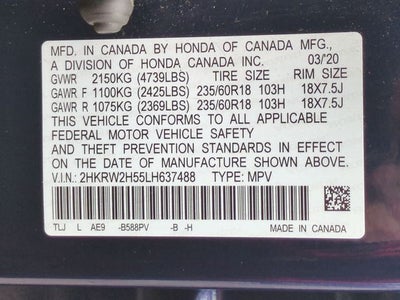 MFD. IN CANADA BY HONDA OF CANADA MFG.,
A DIVISION OF HONDA CANADA INC. 03/'20
GVWR 2150KG (4739LBS) TIRE SIZE RIM SIZE
GAWR F 1100KG (2425LBS) 235/60R18 103H 18X7.5J
GAWR R 1075KG (2369LBS) 235/60R18 103H 18X7.5J
THIS VEHICLE CONFORMS TO ALL APPLICABLE
FEDERAL MOTOR VEHICLE SAFETY
AND THEFT PREVENTION STANDARDS IN EFFECT
ON THE DATE OF MANUFACTURE SHOWN ABOVE.
V.I.N.: 2HKRW2H55LH637488 TYPE: MPV
TLJ L AE9 -B588PV -B -H MADE IN CANADA